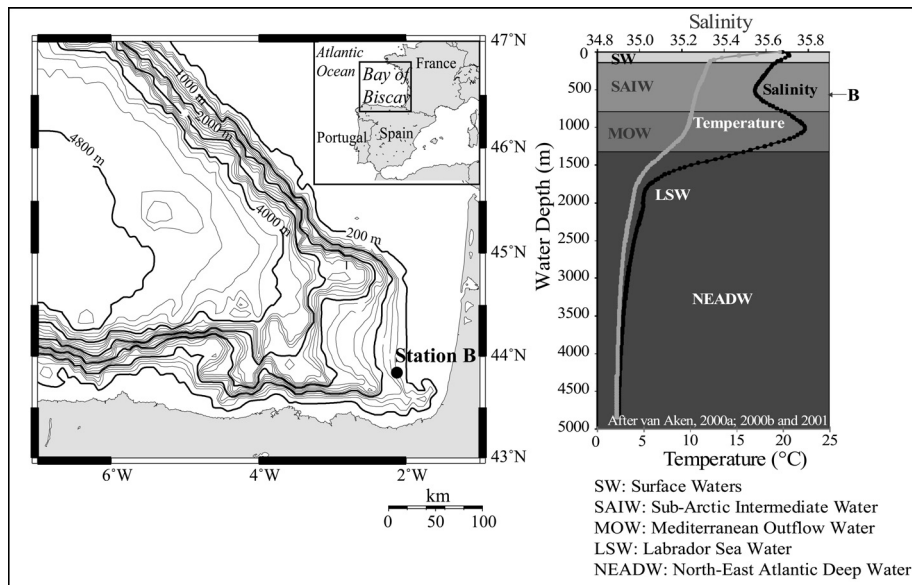 Atlantic
Ocean
France
Bay of
Biscay
Portugal
Spain
47°N
46°N
45°N
44°N
43°N
1000 m
2000 m
4800 m
4000 m
200 m
Station B
6°W
4°W
2°W
km
0 50 100
Salinity
34.8 35.0 35.2 35.4 35.6 35.8
Water Depth (m)
0
500
1000
1500
2000
2500
3000
3500
4000
4500
5000
SW
SAIW
Salinity
B
Temperature
MOW
LSW
NEADW
After van Aken, 2000a; 2000b and 2001
0 5 10 15 20 25
Temperature (°C)
SW: Surface Waters
SAIW: Sub-Arctic Intermediate Water
MOW: Mediterranean Outflow Water
LSW: Labrador Sea Water
NEADW: North-East Atlantic Deep Water